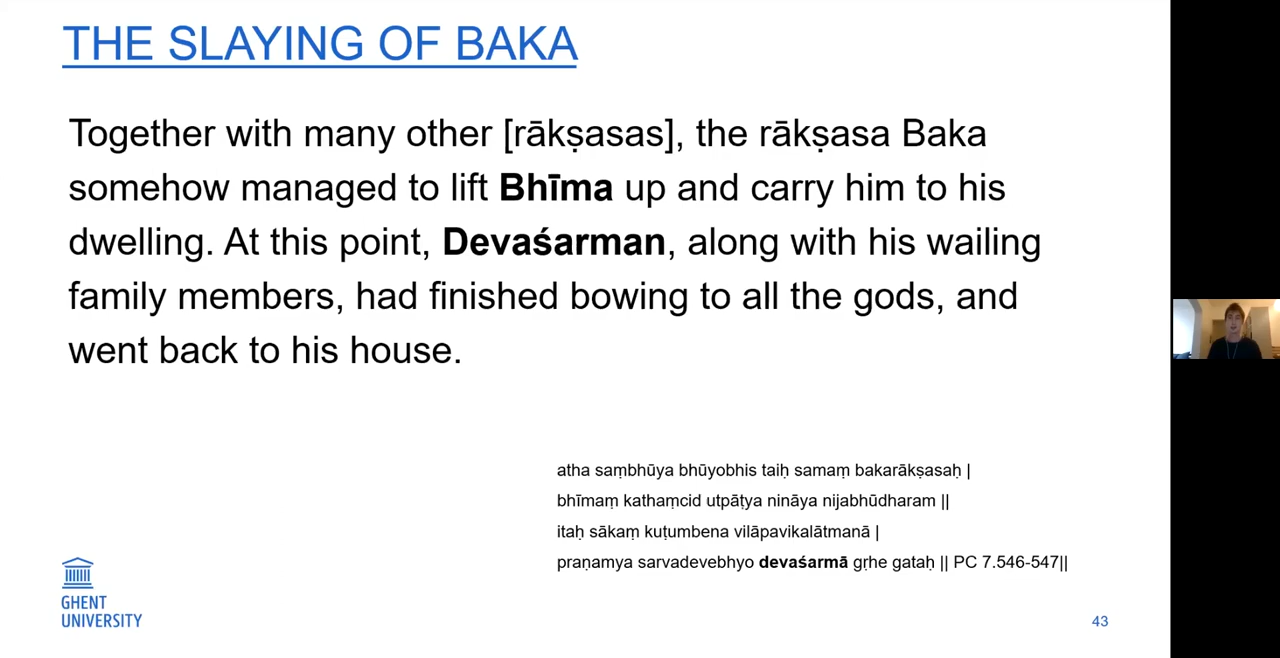 THE SLAYING OF BAKA
Together with many other [rākṣasas], the rākṣasa Baka
somehow managed to lift Bhīma up and carry him to his
dwelling. At this point, Devaśarman, along with his wailing
family members, had finished bowing to all the gods, and
went back to his house.
atha saṃbhūya bhūyobhis taiḥ samaṃ bakarākṣasaḥ |
bhīmaṃ kathaṃcid utpāṭya nināya nijabhūdharam ||
itaḥ sākaṃ kuṭumbena vilāpavikalātmanā |
praṇamya sarvadevebhyo devaśarmā gṛhe gataḥ || PC 7.546-547||
GHENT
UNIVERSITY
43